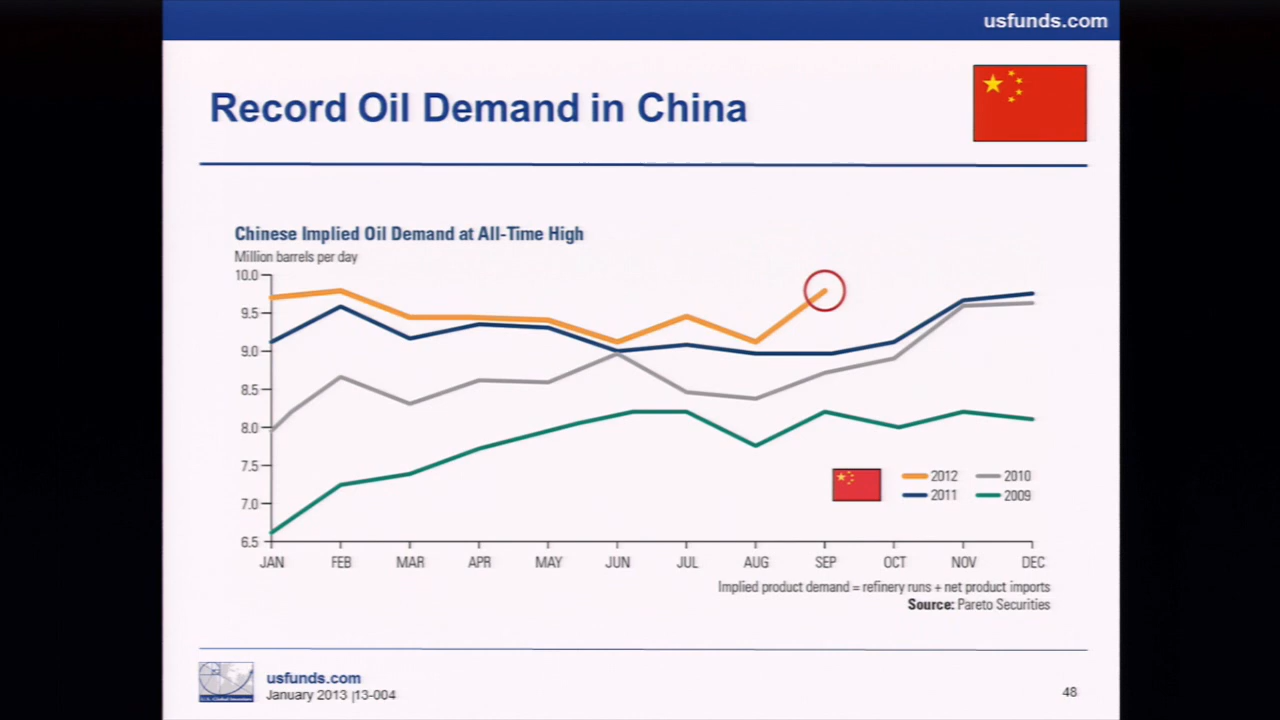 usfunds.com
Record Oil Demand in China
Chinese Implied Oil Demand at All-Time High
Million barrels per day
10.0
9.5
9.0
8.5
8.0
7.5
7.0
6.5
JAN FEB MAR APR MAY JUN JUL AUG SEP OCT NOV DEC
2012 2010
2011 2009
Implied product demand = refinery runs + net product imports
Source: Pareto Securities
usfunds.com
January 2013 |13-004
48
U.S. Global Investors